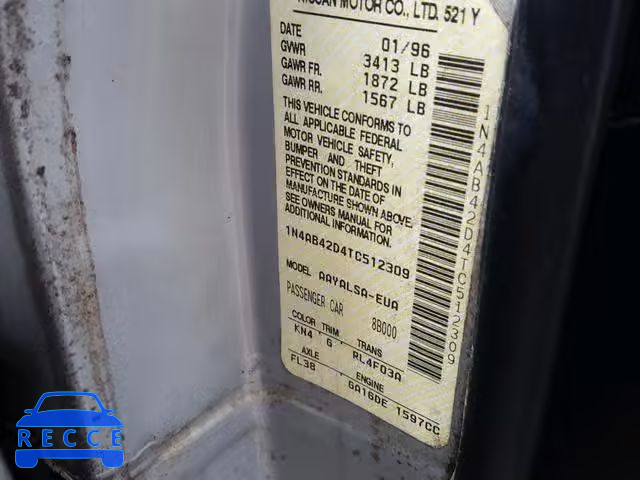 NISSAN MOTOR CO., LTD. 521 Y
DATE 01/96
GVWR 3413 LB
GAWR FR. 1872 LB
GAWR RR. 1567 LB
THIS VEHICLE CONFORMS TO
ALL APPLICABLE FEDERAL
MOTOR VEHICLE SAFETY,
BUMPER AND THEFT
PREVENTION STANDARDS IN
EFFECT ON THE DATE OF
MANUFACTURE SHOWN ABOVE.
SEE OWNERS MANUAL FOR
ADDITIONAL INFORMATION.
1N4AB42D4TC512309
MODEL AAYALSA-EUA
PASSENGER CAR 8B000
COLOR TRIM TRANS
KN4 G RL4F03A
AXLE ENGINE
FL38 GA16DE 1597CC
1N4AB42D4TC512309
RECCE